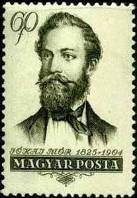 60 f
JÓKAI MÓR 1825-1904
MAGYAR POSTA